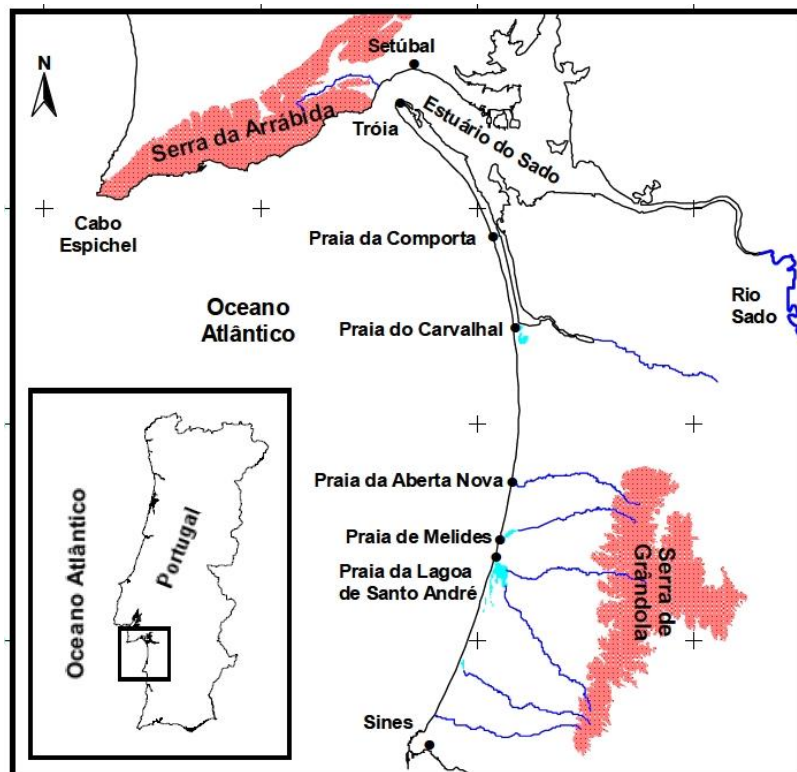 N
Setúbal
Serra da Arrábida
Tróia
Estuário do Sado
Cabo
Espichel
Praia da Comporta
Oceano
Atlântico
Rio
Sado
Praia do Carvalhal
Praia da Aberta Nova
Praia de Melides
Praia da Lagoa
de Santo André
Serra de
Grândola
Sines
Oceano Atlântico
Portugal